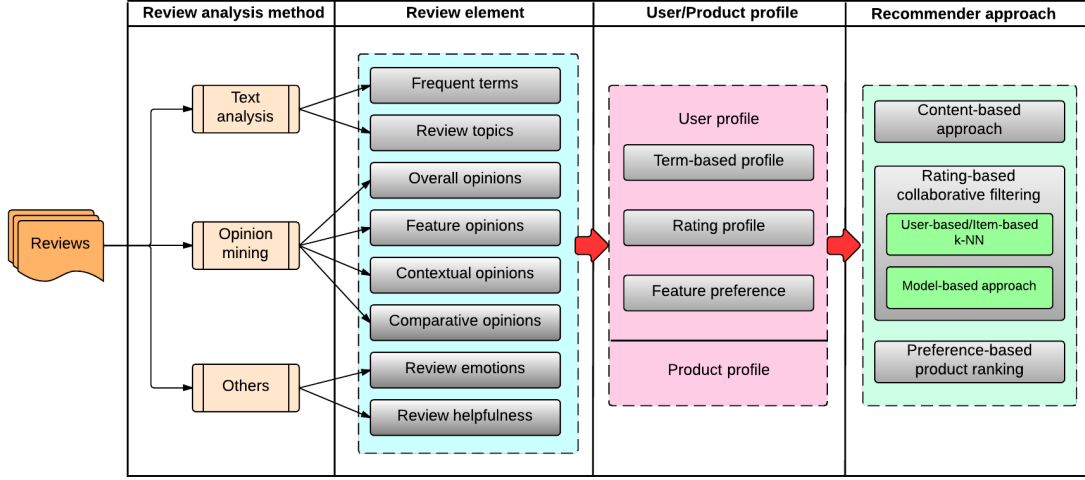 Review analysis method
Review element
User/Product profile
Recommender approach
Reviews
Text
analysis
Opinion
mining
Others
Frequent terms
Review topics
Overall opinions
Feature opinions
Contextual opinions
Comparative opinions
Review emotions
Review helpfulness
User profile
Term-based profile
Rating profile
Feature preference
Product profile
Content-based
approach
Rating-based
collaborative filtering
User-based/Item-based
k-NN
Model-based approach
Preference-based
product ranking